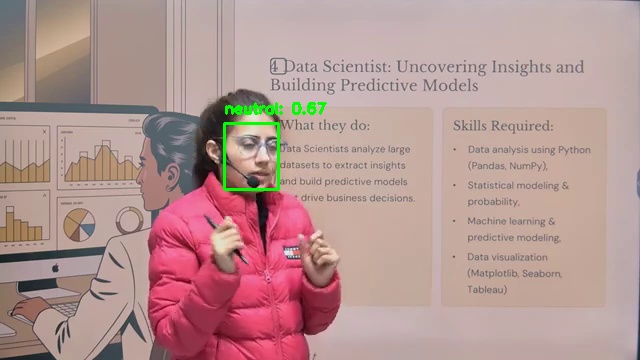 4 Data Scientist: Uncovering Insights and
Building Predictive Models
neutral: 0.67
What they do:
Data Scientists analyze large
datasets to extract insights
and build predictive models
drive business decisions.
Skills Required:
• Data analysis using Python
(Pandas, NumPy),
• Statistical modeling &
probability,
• Machine learning &
predictive modeling,
• Data visualization
(Matplotlib, Seaborn,
Tableau)